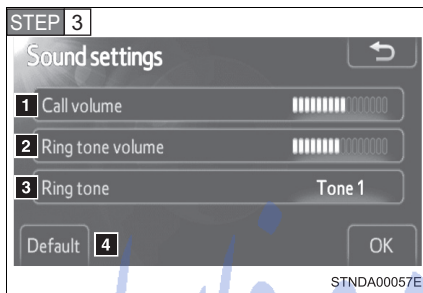 STEP 3
Sound settings
1 Call volume
2 Ring tone volume
3 Ring tone Tone 1
Default 4 OK
STNDA00057E